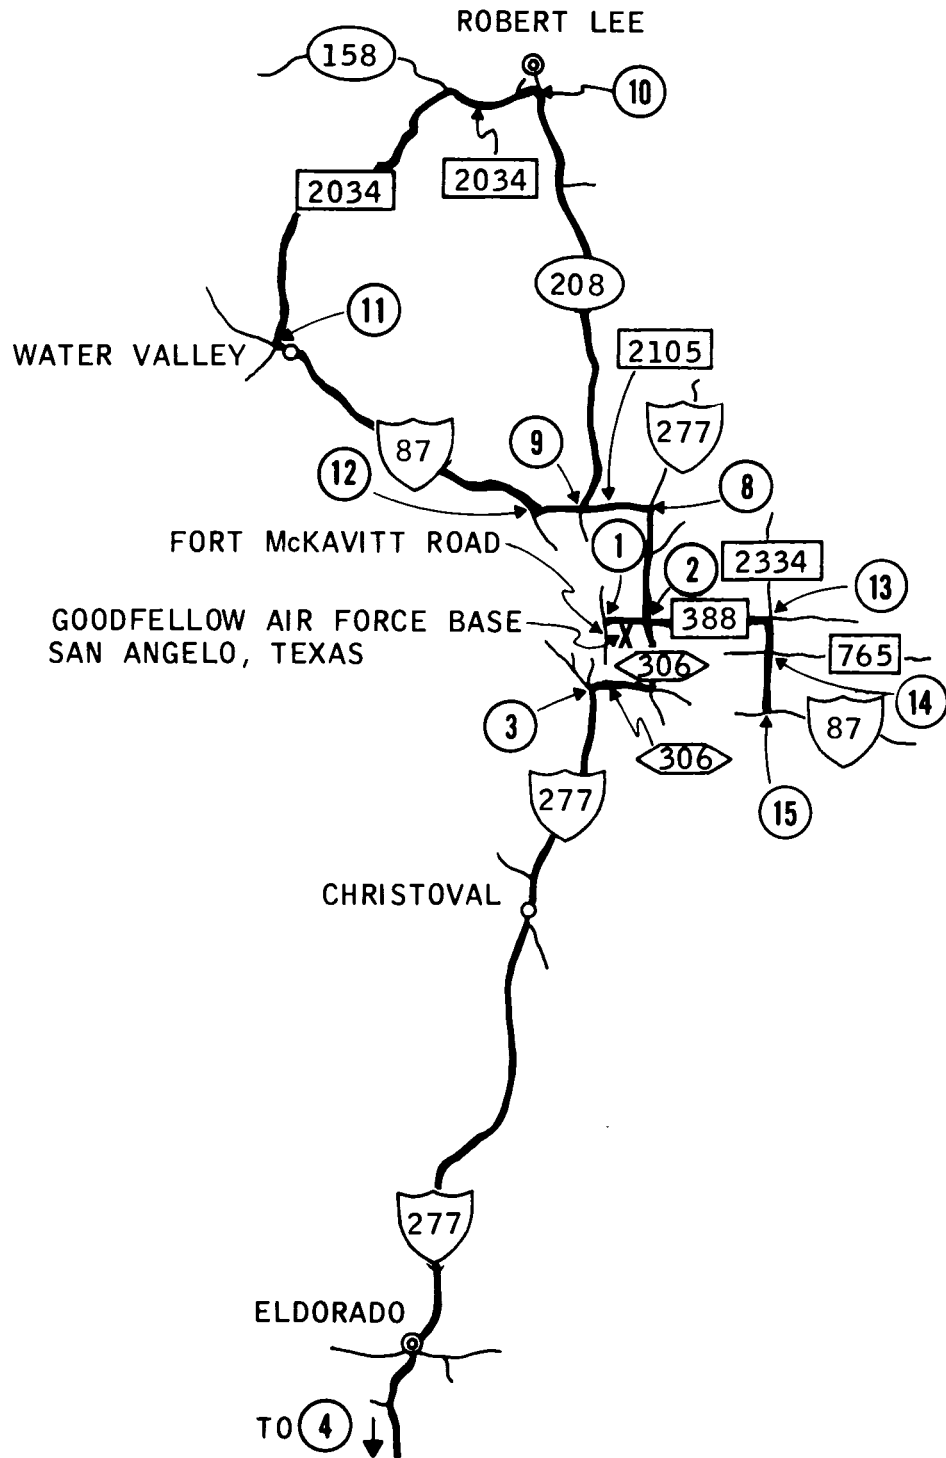 ROBERT LEE
158
10
2034
2034
208
11
WATER VALLEY
2105
277
87
9
12
8
FORT McKAVITT ROAD
1
2
2334
13
388
GOODFELLOW AIR FORCE BASE
SAN ANGELO, TEXAS
X
306
765
14
3
87
306
277
15
CHRISTOVAL
277
ELDORADO
TO 4